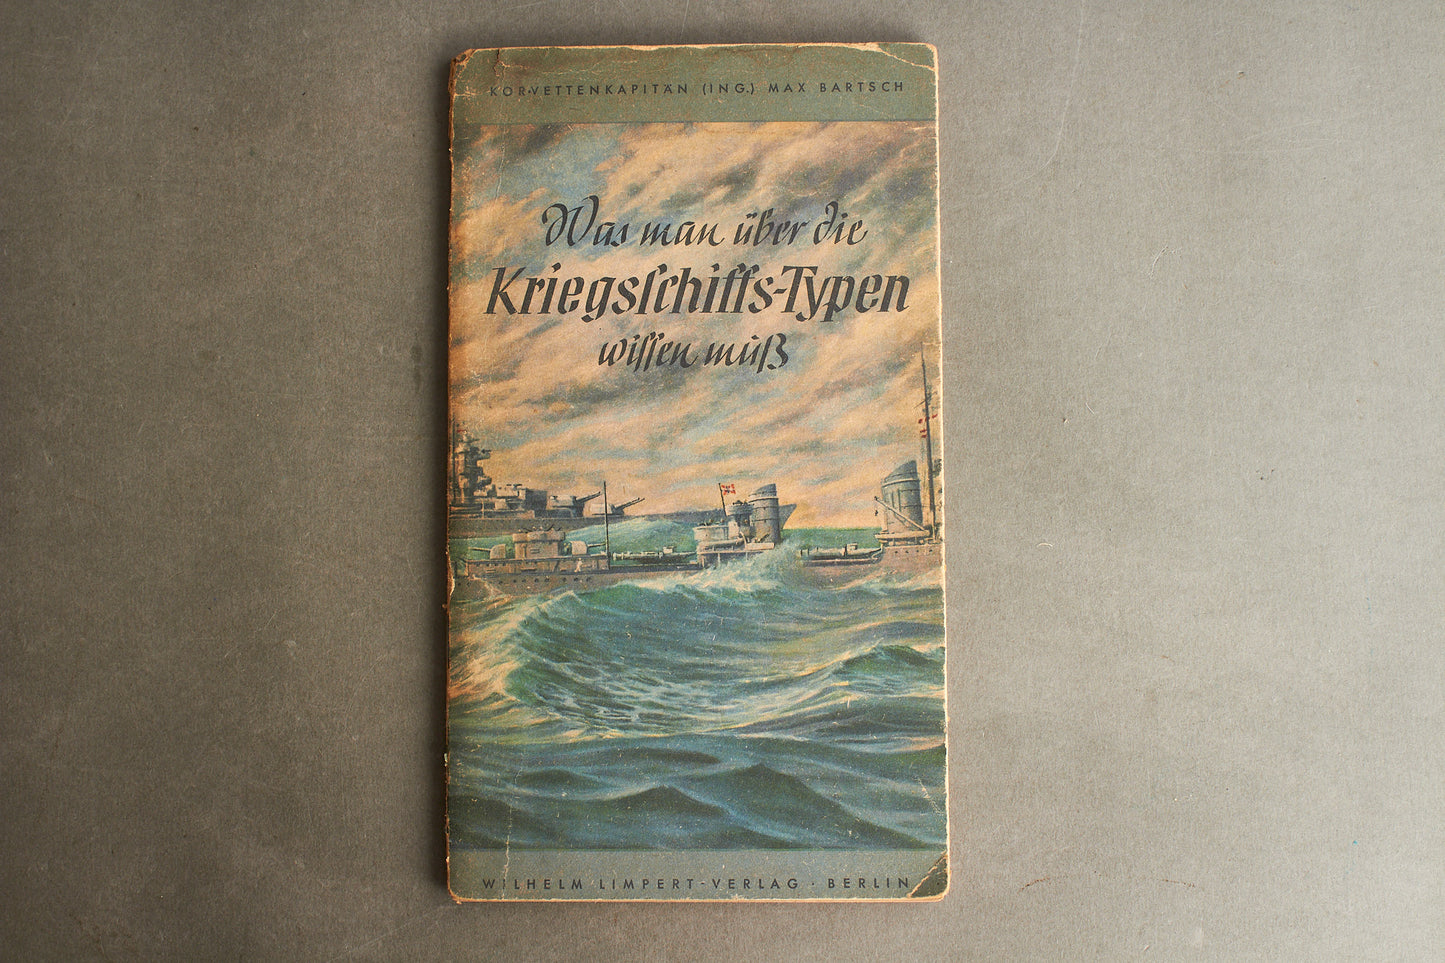 KORVETTENKAPITÄN (ING.) MAX BARTSCH
Was man über die
Kriegsschiffs-Typen
wissen muß
WILHELM LIMPERT-VERLAG · BERLIN